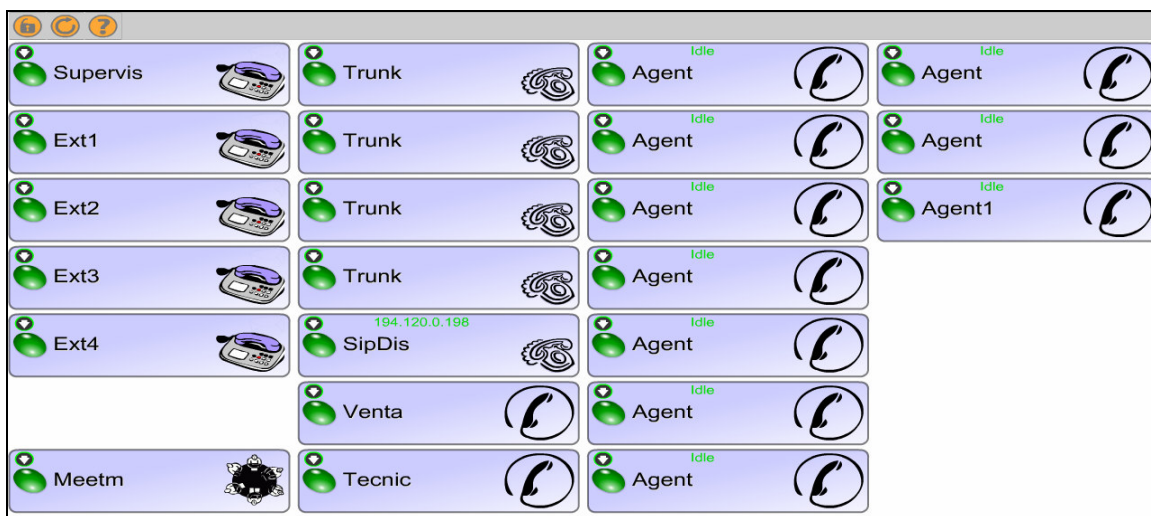 ?
Supervis
Trunk
Idle
Agent
Idle
Agent
Ext1
Trunk
Idle
Agent
Idle
Agent
Ext2
Trunk
Idle
Agent
Idle
Agent1
Ext3
Trunk
Idle
Agent
Ext4
194.120.0.198
SipDis
Idle
Agent
Venta
Idle
Agent
Meetm
Tecnic
Idle
Agent